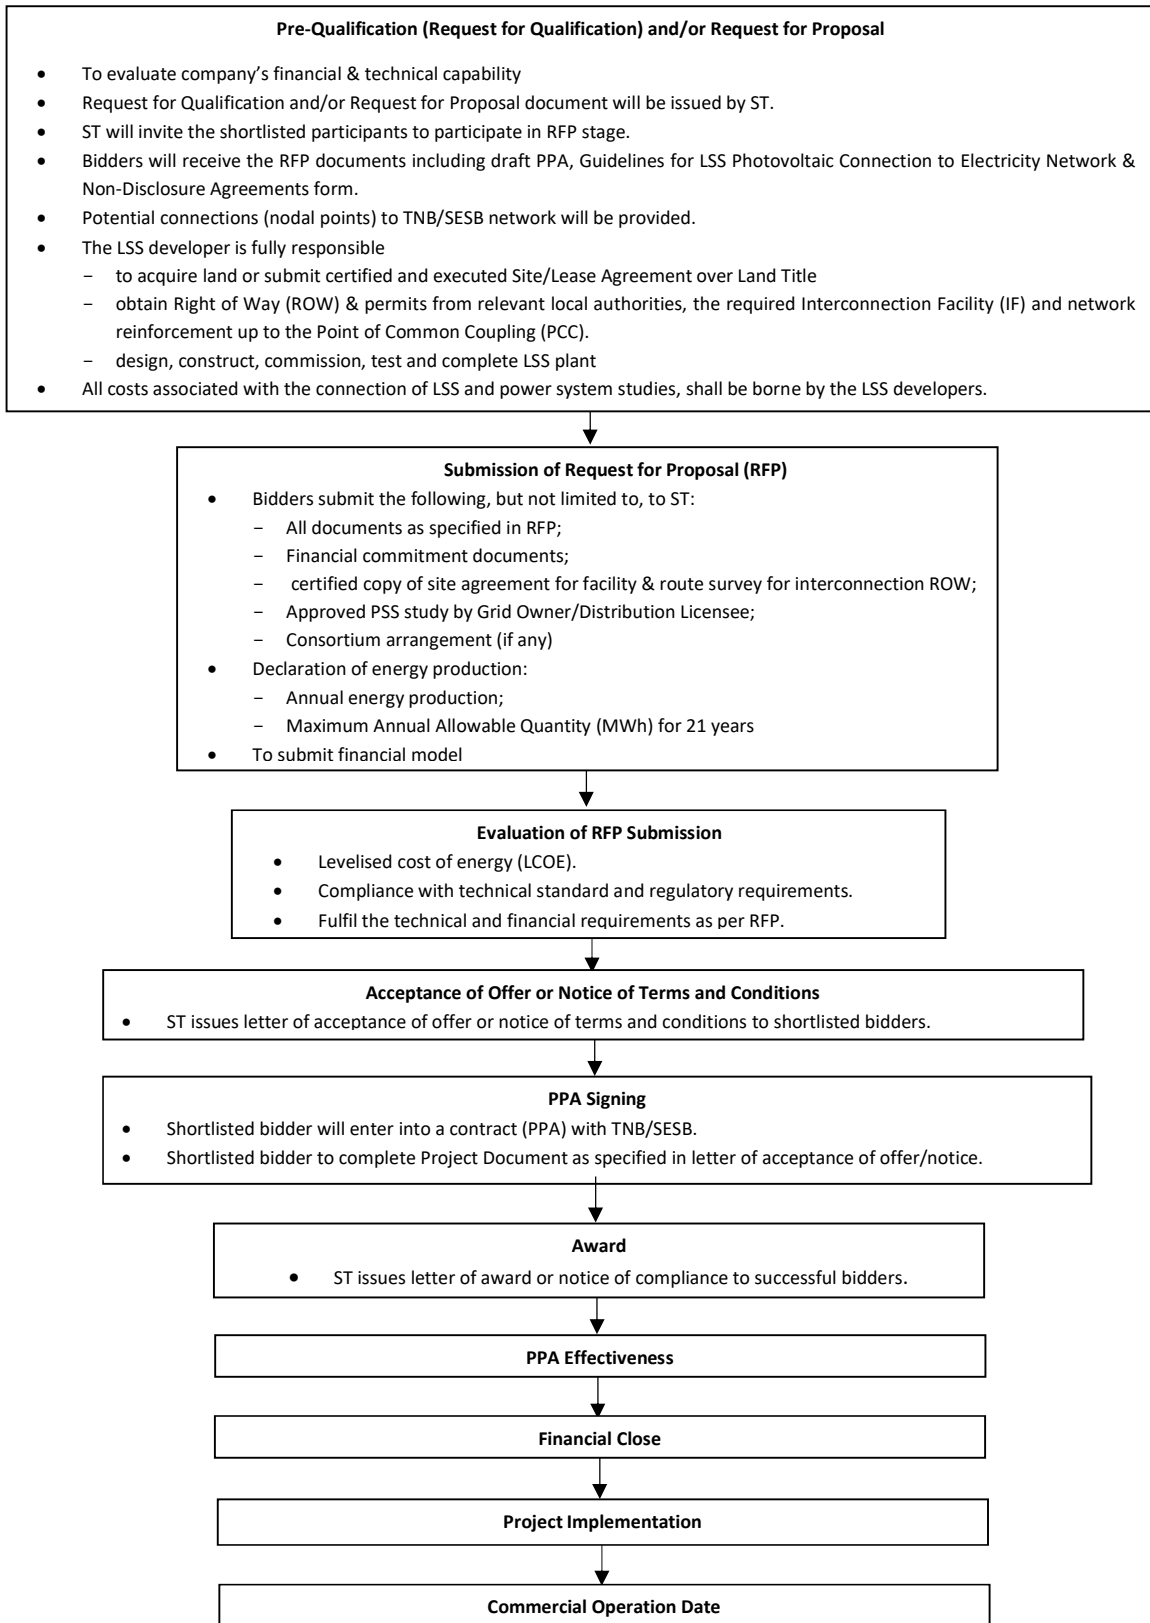 Pre-Qualification (Request for Qualification) and/or Request for Proposal
• To evaluate company’s financial & technical capability
• Request for Qualification and/or Request for Proposal document will be issued by ST.
• ST will invite the shortlisted participants to participate in RFP stage.
• Bidders will receive the RFP documents including draft PPA, Guidelines for LSS Photovoltaic Connection to Electricity Network &
Non-Disclosure Agreements form.
• Potential connections (nodal points) to TNB/SESB network will be provided.
• The LSS developer is fully responsible
− to acquire land or submit certified and executed Site/Lease Agreement over Land Title
− obtain Right of Way (ROW) & permits from relevant local authorities, the required Interconnection Facility (IF) and network
reinforcement up to the Point of Common Coupling (PCC).
− design, construct, commission, test and complete LSS plant
• All costs associated with the connection of LSS and power system studies, shall be borne by the LSS developers.
Submission of Request for Proposal (RFP)
• Bidders submit the following, but not limited to, to ST:
− All documents as specified in RFP;
− Financial commitment documents;
− certified copy of site agreement for facility & route survey for interconnection ROW;
− Approved PSS study by Grid Owner/Distribution Licensee;
− Consortium arrangement (if any)
• Declaration of energy production:
− Annual energy production;
− Maximum Annual Allowable Quantity (MWh) for 21 years
• To submit financial model
Evaluation of RFP Submission
• Levelised cost of energy (LCOE).
• Compliance with technical standard and regulatory requirements.
• Fulfil the technical and financial requirements as per RFP.
Acceptance of Offer or Notice of Terms and Conditions
• ST issues letter of acceptance of offer or notice of terms and conditions to shortlisted bidders.
PPA Signing
• Shortlisted bidder will enter into a contract (PPA) with TNB/SESB.
• Shortlisted bidder to complete Project Document as specified in letter of acceptance of offer/notice.
Award
• ST issues letter of award or notice of compliance to successful bidders.
PPA Effectiveness
Financial Close
Project Implementation
Commercial Operation Date